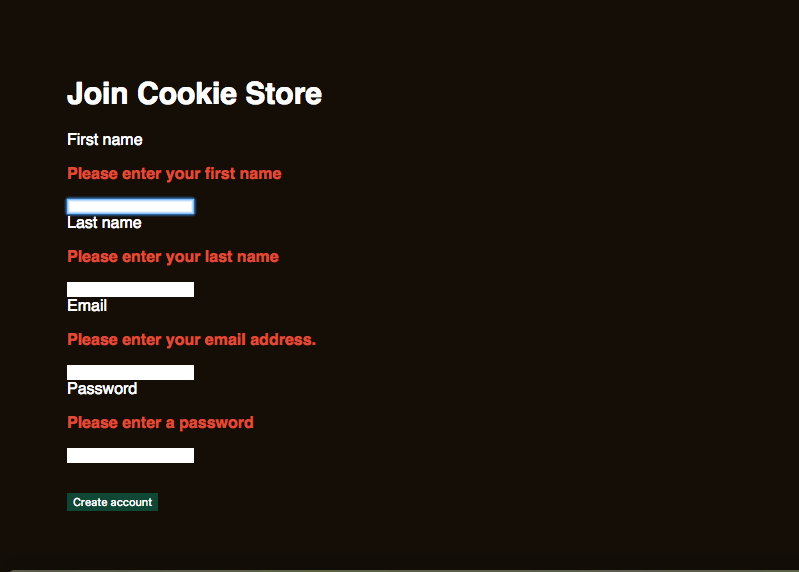 Join Cookie Store
First name
Please enter your first name
Last name
Please enter your last name
Email
Please enter your email address.
Password
Please enter a password
Create account